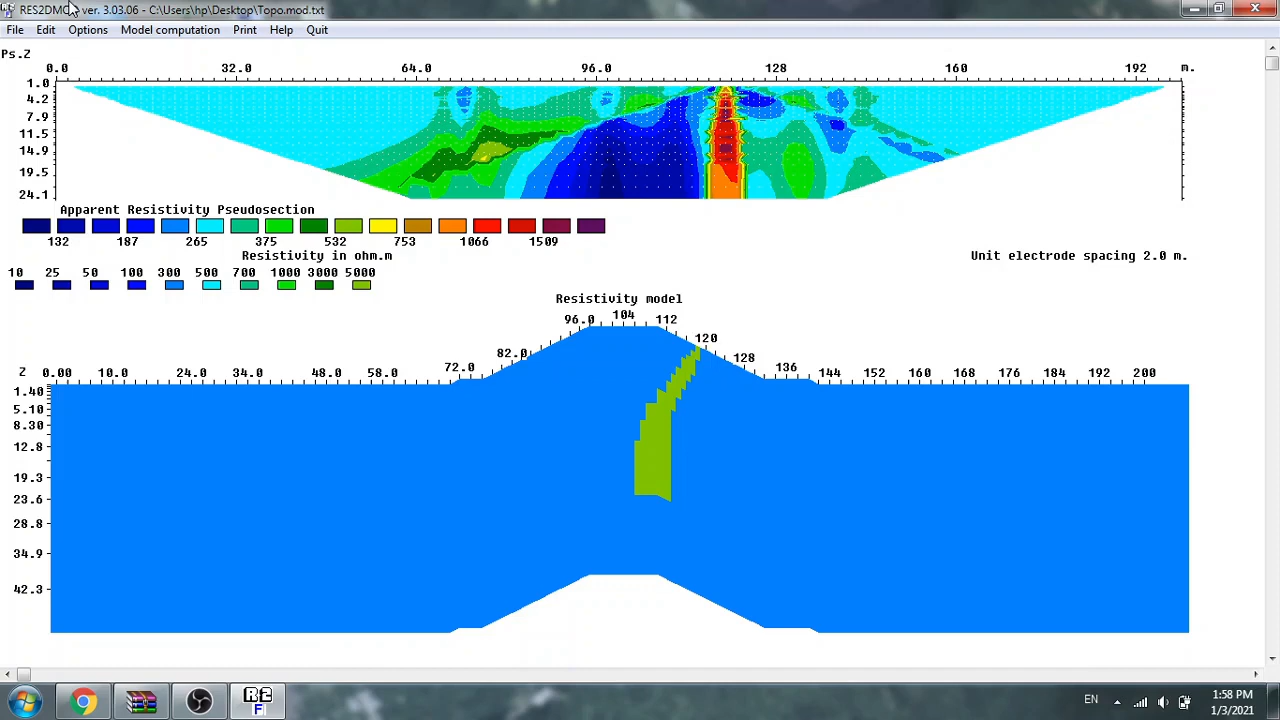 RES2DMOD ver. 3.03.06 - C:\Users\hp\Desktop\Topo.mod.txt
File Edit Options Model computation Print Help Quit
Ps.Z
0.0 32.0 64.0 96.0 128 160 192 m.
1.0
4.2
7.9
11.5
14.9
19.5
24.1
Apparent Resistivity Pseudosection
132 187 265 375 532 753 1066 1509
Resistivity in ohm.m
Unit electrode spacing 2.0 m.
10 25 50 100 300 500 700 1000 3000 5000
Resistivity model
96.0 104 112
120
82.0 128
72.0 136
Z 0.00 10.0 24.0 34.0 48.0 58.0 144 152 160 168 176 184 192 200
1.40
5.10
8.30
12.8
19.3
23.6
28.8
34.9
42.3
R2
F
EN
1:58 PM
1/3/2021